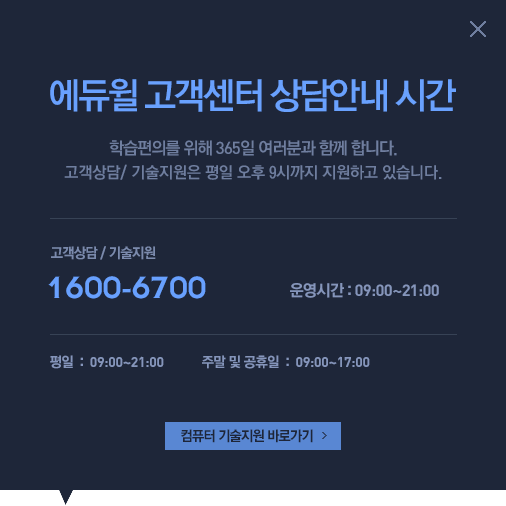 에듀윌 고객센터 상담안내 시간
학습편의를 위해 365일 여러분과 함께 합니다.
고객상담/ 기술지원은 평일 오후 9시까지 지원하고 있습니다.
고객상담 / 기술지원
1600-6700 운영시간 : 09:00~21:00
평일 : 09:00~21:00 주말 및 공휴일 : 09:00~17:00
컴퓨터 기술지원 바로가기 >